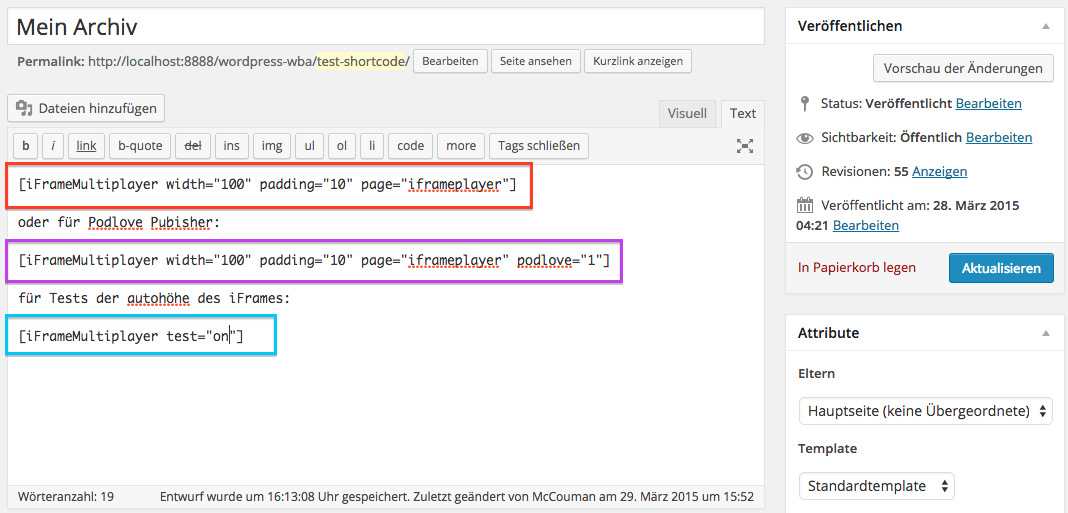 Mein Archiv
Permalink: http://localhost:8888/wordpress-wba/test-shortcode/ Bearbeiten Seite ansehen Kurzlink anzeigen
Dateien hinzufügen
Visuell Text
b i link b-quote del ins img ul ol li code more Tags schließen
[iFrameMultiplayer width="100" padding="10" page="iframeplayer"]
oder für Podlove Pubisher:
[iFrameMultiplayer width="100" padding="10" page="iframeplayer" podlove="1"]
für Tests der autohöhe des iFrames:
[iFrameMultiplayer test="on"]
Wörteranzahl: 19 Entwurf wurde um 16:13:08 Uhr gespeichert. Zuletzt geändert von McCouman am 29. März 2015 um 15:52
Veröffentlichen
Vorschau der Änderungen
Status: Veröffentlicht Bearbeiten
Sichtbarkeit: Öffentlich Bearbeiten
Revisionen: 55 Anzeigen
Veröffentlicht am: 28. März 2015
04:21 Bearbeiten
In Papierkorb legen Aktualisieren
Attribute
Eltern
Hauptseite (keine Übergeordnete)
Template
Standardtemplate